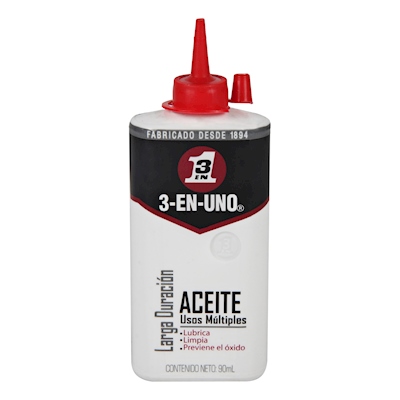 FABRICADO DESDE 1894
3
1
EN
3-EN-UNO®
Larga Duración
ACEITE
Usos Múltiples
•Lubrica
•Limpia
•Previene el óxido
CONTENIDO NETO: 90mL